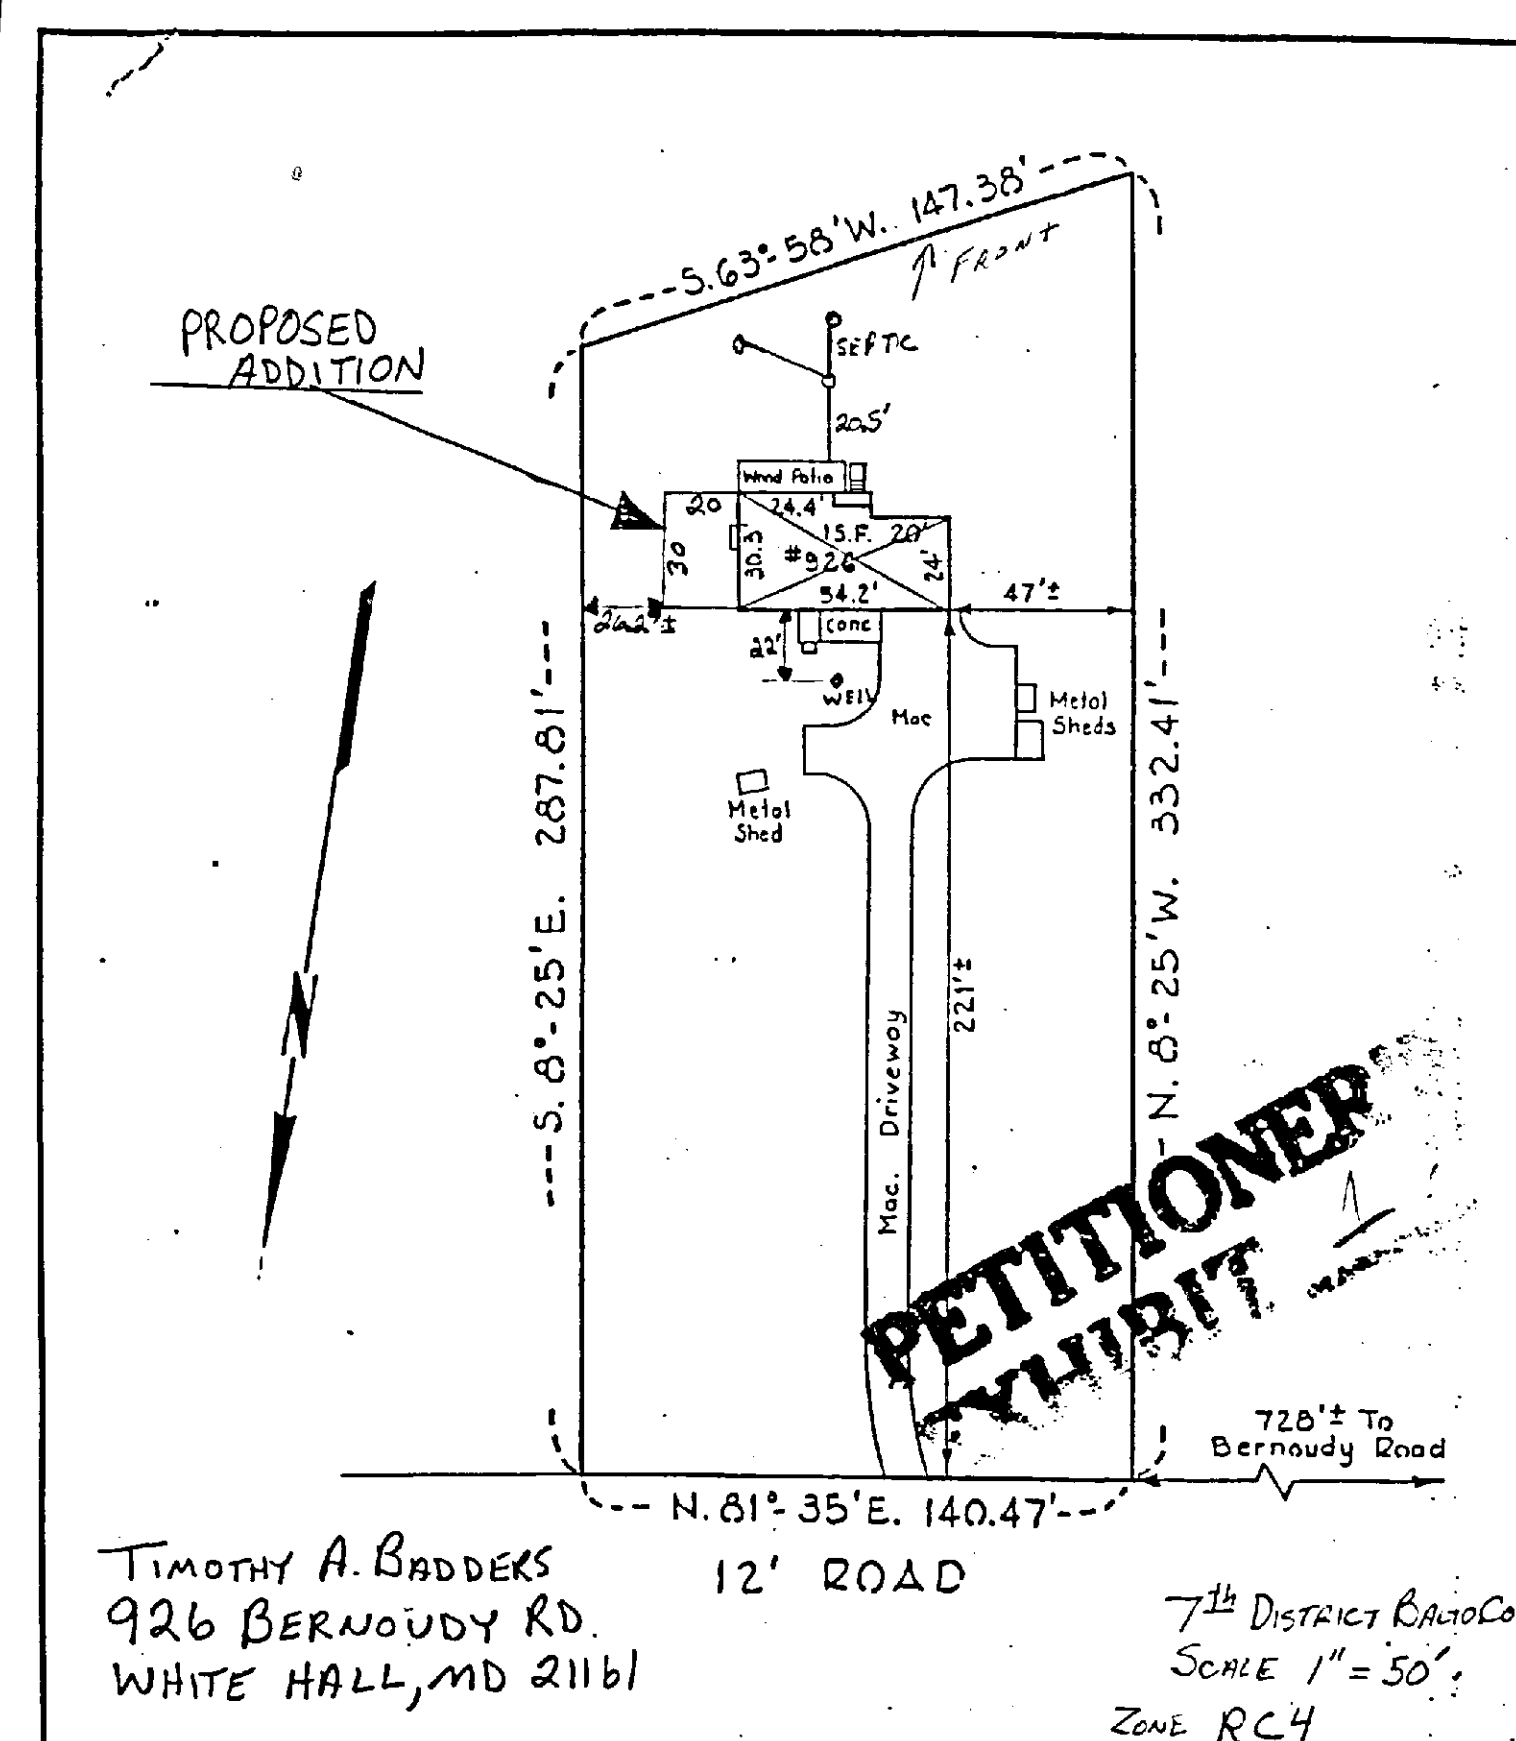 S. 63°-58'W. 147.38'
FRONT
PROPOSED
ADDITION
SEPTIC
20.5'
Wood Patio
20
24.4'
1 S.F.
20'
30
30.3
#926
24'
54.2'
47'±
26.2'±
Conc
22'
WELL
Mac
Metal
Sheds
Metal
Shed
S. 8°-25'E. 287.81'
N. 8°-25'W. 332.41'
N
221'±
Mac. Driveway
PETITIONER
EXHIBIT 1
728'± To
Bernoudy Road
N. 81°-35'E. 140.47'
12' ROAD
TIMOTHY A. BADDERS
926 BERNOUDY RD.
WHITE HALL, MD 21161
7th DISTRICT BALTO CO
SCALE 1" = 50'
ZONE RC4